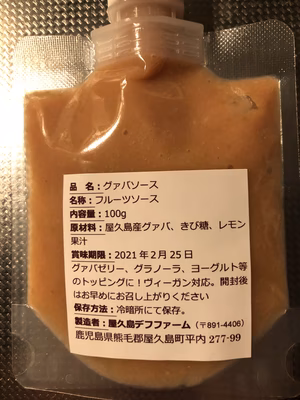 品　名：グァバソース
名称：フルーツソース
内容量：100g
原材料：屋久島産グァバ、きび糖、レモン
果汁
賞味期限：2021年2月25日
グァバゼリー、グラノーラ、ヨーグルト等
のトッピングに！ヴィーガン対応。開封後
はお早めにお召し上がりください
保存方法：冷暗所にて保存。
製造者：屋久島デフファーム（〒891-4406）
鹿児島県熊毛郡屋久島町平内 277-99